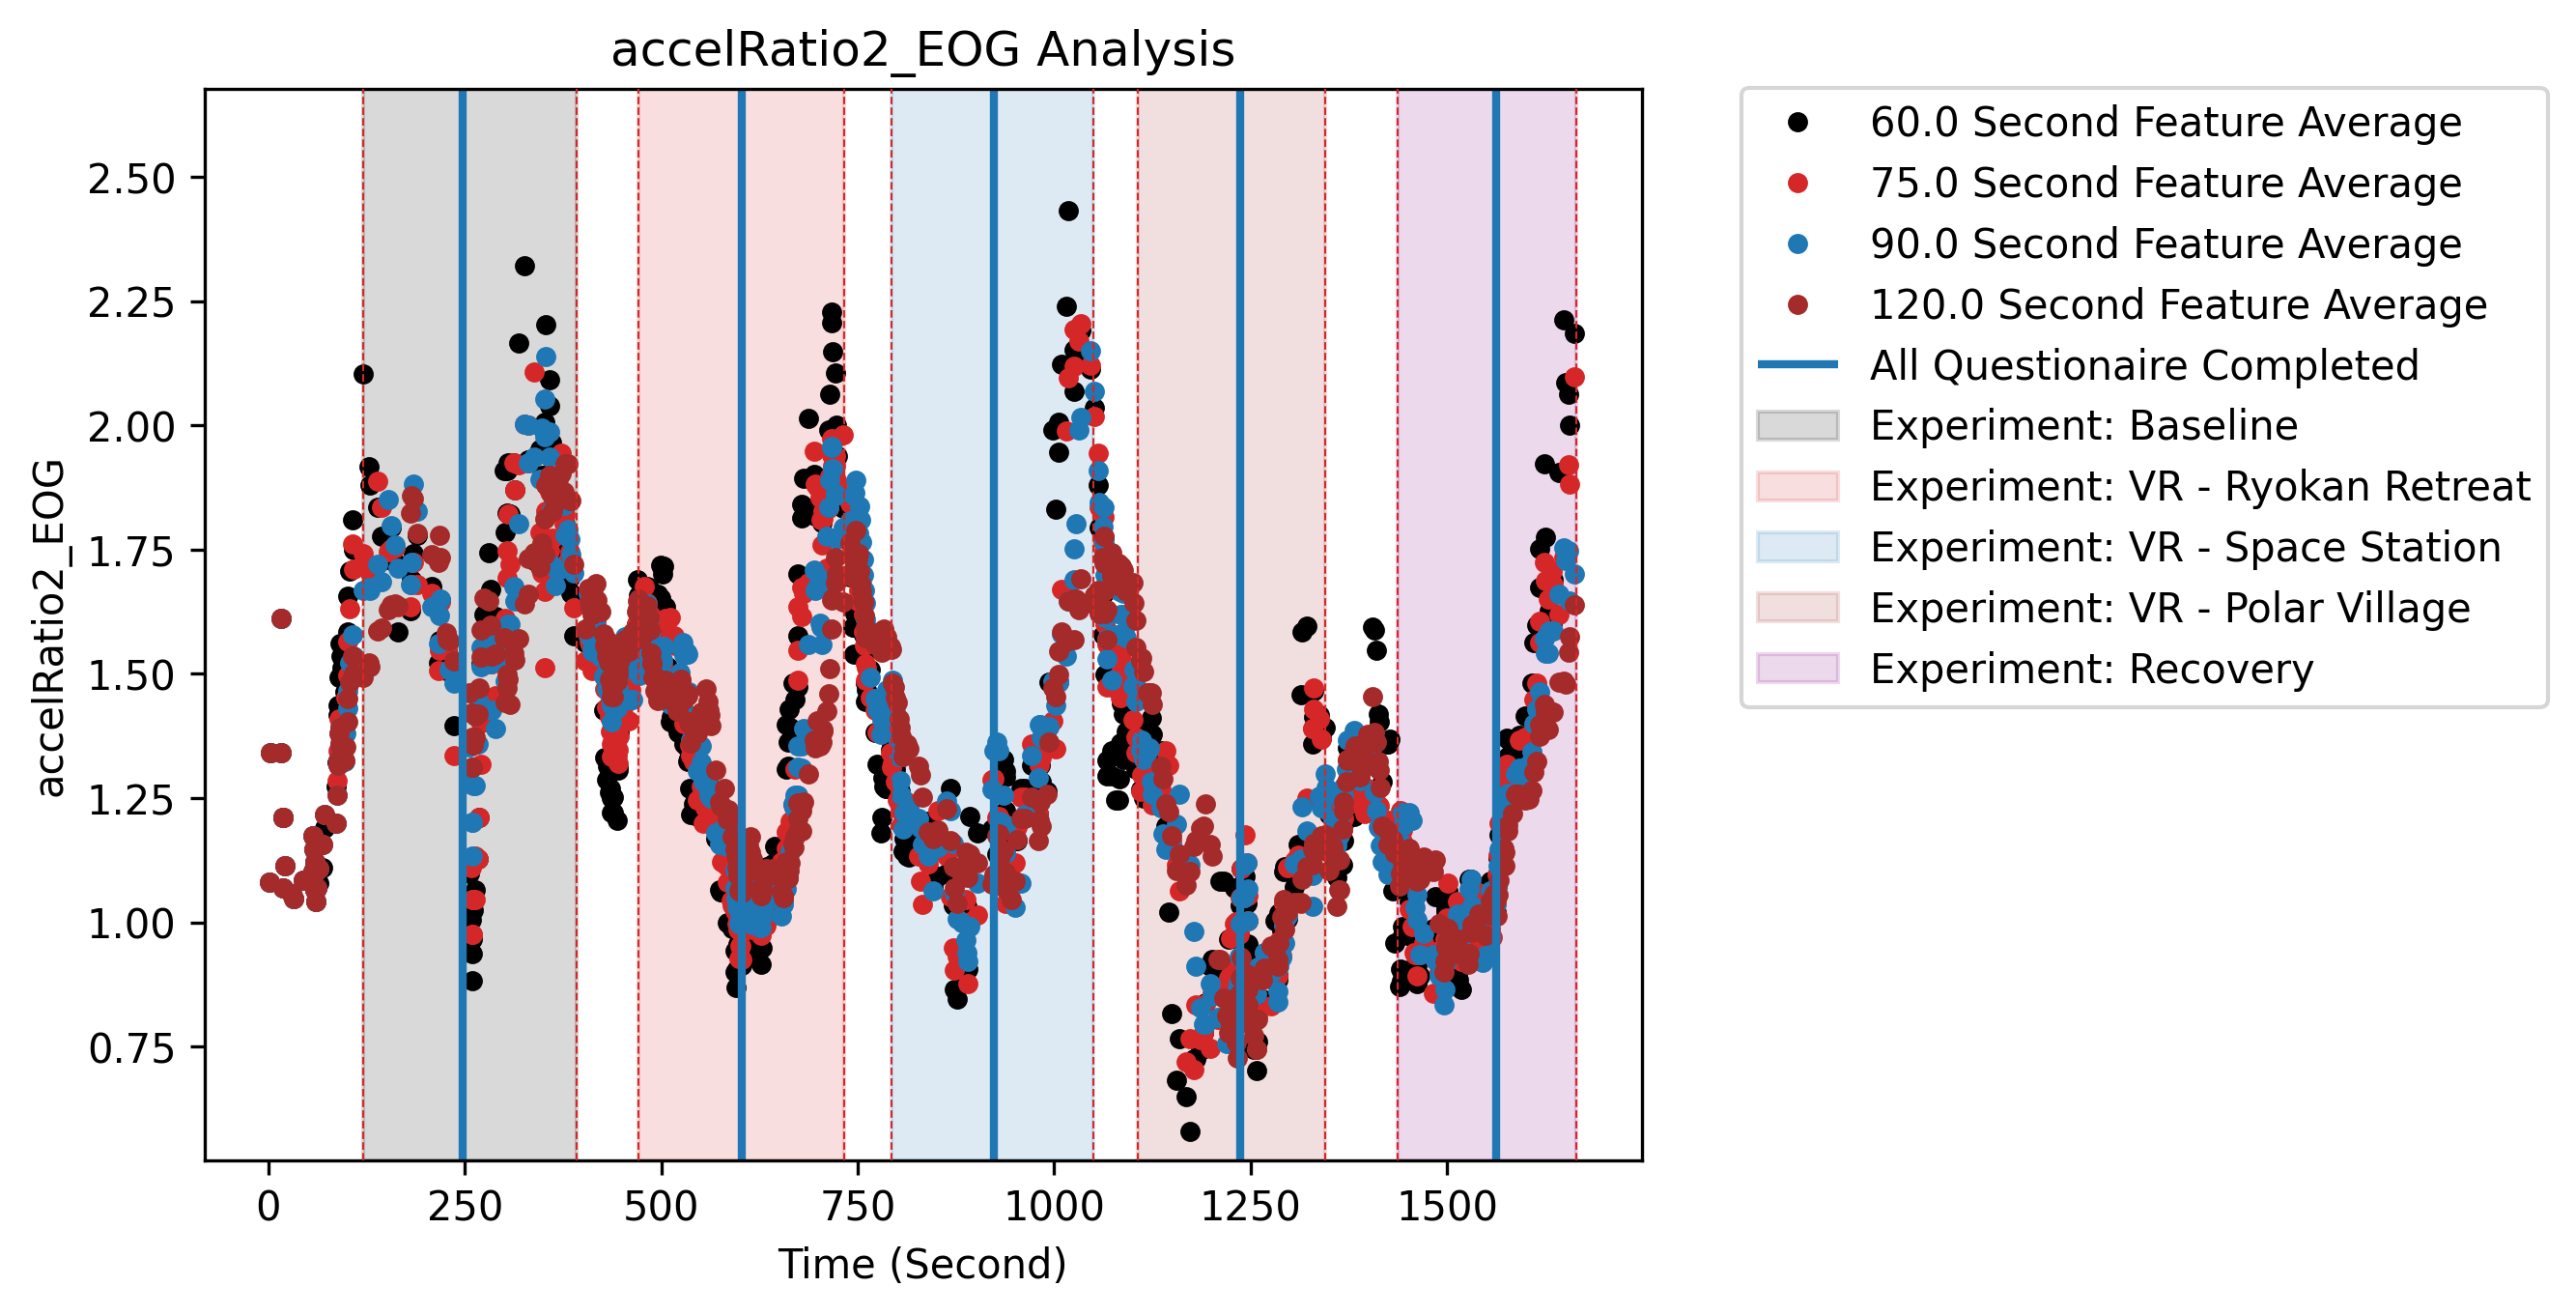 accelRatio2_EOG Analysis
accelRatio2_EOG
2.50
2.25
2.00
1.75
1.50
1.25
1.00
0.75
0
250
500
750
1000
1250
1500
Time (Second)
60.0 Second Feature Average
75.0 Second Feature Average
90.0 Second Feature Average
120.0 Second Feature Average
All Questionaire Completed
Experiment: Baseline
Experiment: VR - Ryokan Retreat
Experiment: VR - Space Station
Experiment: VR - Polar Village
Experiment: Recovery